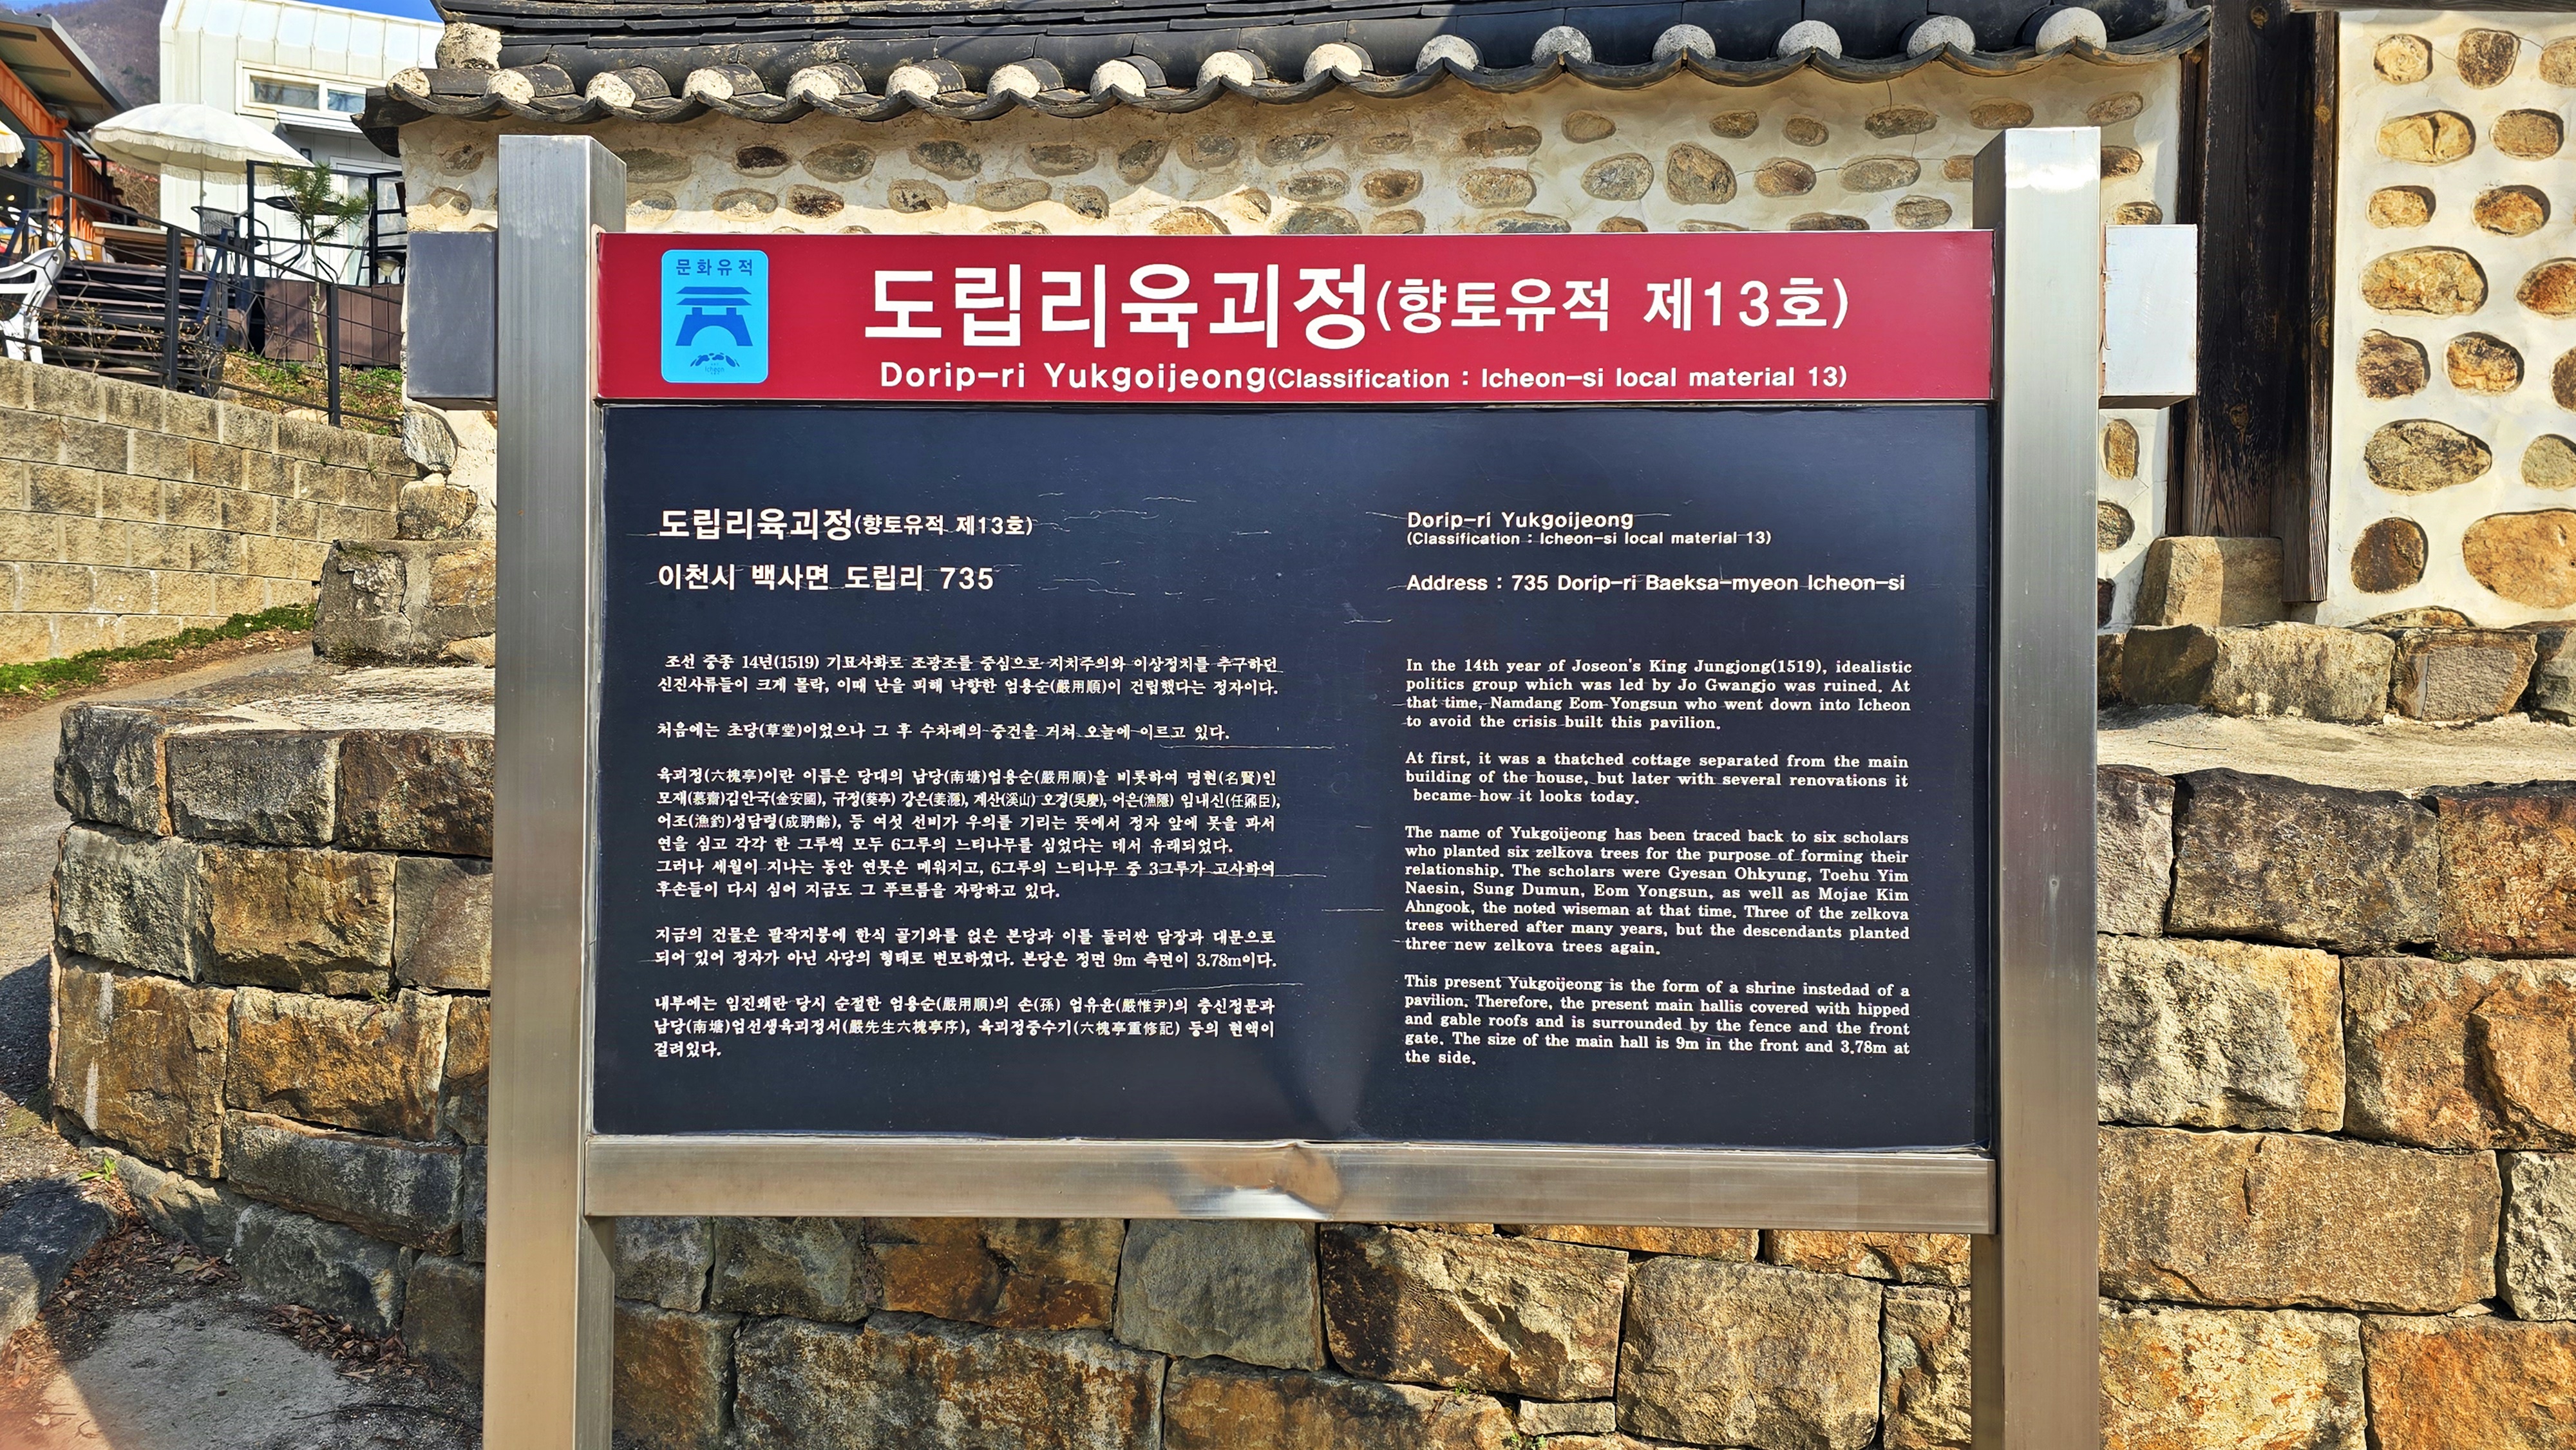 문화유적
icheon
도립리육괴정(향토유적 제13호)
Dorip-ri Yukgoijeong(Classification : Icheon-si local material 13)
도립리육괴정(향토유적 제13호)
이천시 백사면 도립리 735
조선 중종 14년(1519) 기묘사화로 조광조를 중심으로 지치주의와 이상정치를 추구하던
신진사류들이 크게 몰락, 이때 난을 피해 낙향한 엄용순(嚴用順)이 건립했다는 정자이다.
처음에는 초당(草堂)이었으나 그 후 수차례의 중건을 거쳐 오늘에 이르고 있다.
육괴정(六槐亭)이란 이름은 당대의 남당(南塘)엄용순(嚴用順)을 비롯하여 명현(名賢)인
모재(慕齋)김안국(金安國), 규정(葵亭) 강은(姜濦), 계산(溪山) 오경(吳慶), 어은(漁隱) 임내신(任鼐臣),
어조(漁釣)성담령(成聃齡), 등 여섯 선비가 우의를 기리는 뜻에서 정자 앞에 못을 파서
연을 심고 각각 한 그루씩 모두 6그루의 느티나무를 심었다는 데서 유래되었다.
그러나 세월이 지나는 동안 연못은 메워지고, 6그루의 느티나무 중 3그루가 고사하여
후손들이 다시 심어 지금도 그 푸르름을 자랑하고 있다.
지금의 건물은 팔작지붕에 한식 골기와를 얹은 본당과 이를 둘러싼 담장과 대문으로
되어 있어 정자가 아닌 사당의 형태로 변모하였다. 본당은 정면 9m 측면이 3.78m이다.
내부에는 임진왜란 당시 순절한 엄용순(嚴用順)의 손(孫) 엄유윤(嚴惟尹)의 충신정문과
남당(南塘)엄선생육괴정서(嚴先生六槐亭序), 육괴정중수기(六槐亭重修記) 등의 현액이
걸려있다.
Dorip-ri Yukgoijeong
(Classification : Icheon-si local material 13)
Address : 735 Dorip-ri Baeksa-myeon Icheon-si
In the 14th year of Joseon's King Jungjong(1519), idealistic
politics group which was led by Jo Gwangjo was ruined. At
that time, Namdang Eom Yongsun who went down into Icheon
to avoid the crisis built this pavilion.
At first, it was a thatched cottage separated from the main
building of the house, but later with several renovations it
became how it looks today.
The name of Yukgoijeong has been traced back to six scholars
who planted six zelkova trees for the purpose of forming their
relationship. The scholars were Gyesan Ohkyung, Toehu Yim
Naesin, Sung Dumun, Eom Yongsun, as well as Mojae Kim
Ahngook, the noted wiseman at that time. Three of the zelkova
trees withered after many years, but the descendants planted
three new zelkova trees again.
This present Yukgoijeong is the form of a shrine instedad of a
pavilion. Therefore, the present main hallis covered with hipped
and gable roofs and is surrounded by the fence and the front
gate. The size of the main hall is 9m in the front and 3.78m at
the side.